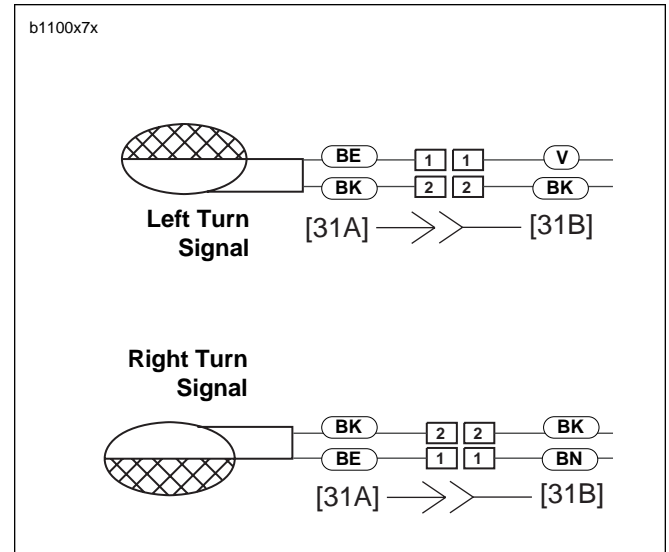 b1100x7x
BE 1 1 V
BK 2 2 BK
Left Turn
Signal
[31A] [31B]
Right Turn
Signal
BK 2 2 BK
BE 1 1 BN
[31A] [31B]